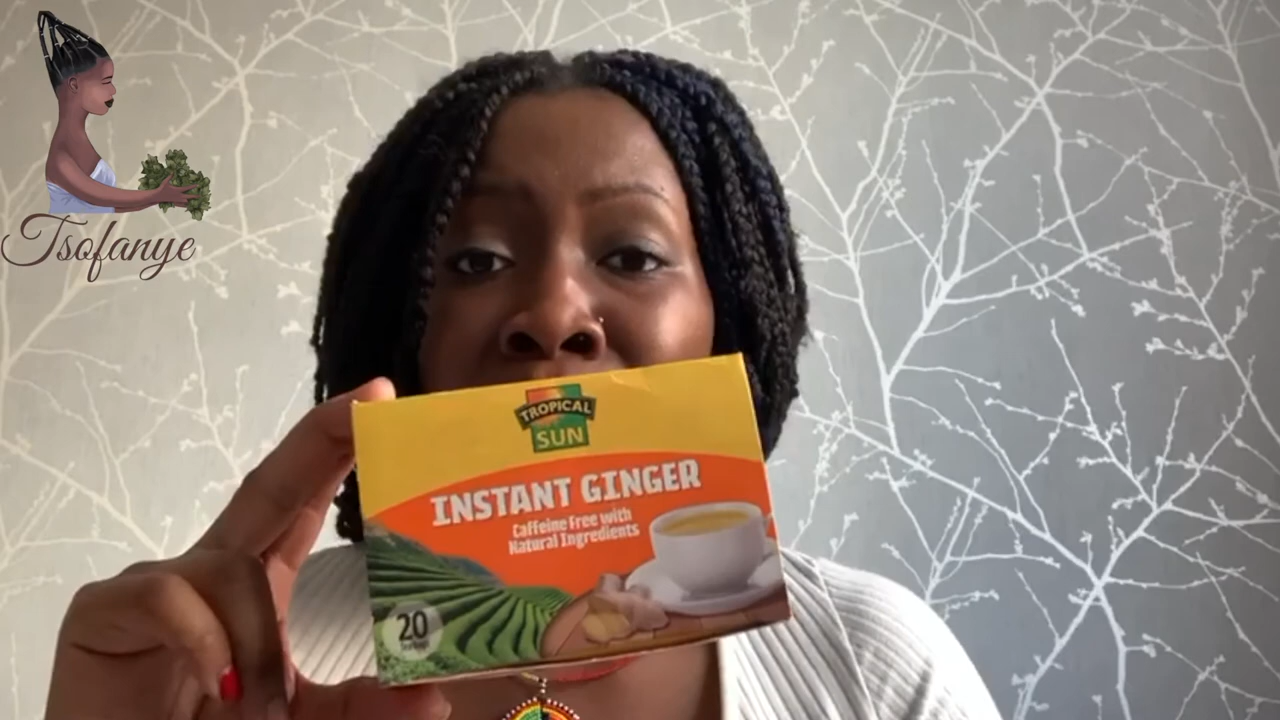 Tsofanye
TROPICAL
SUN
INSTANT GINGER
Caffeine Free with
Natural Ingredients
20